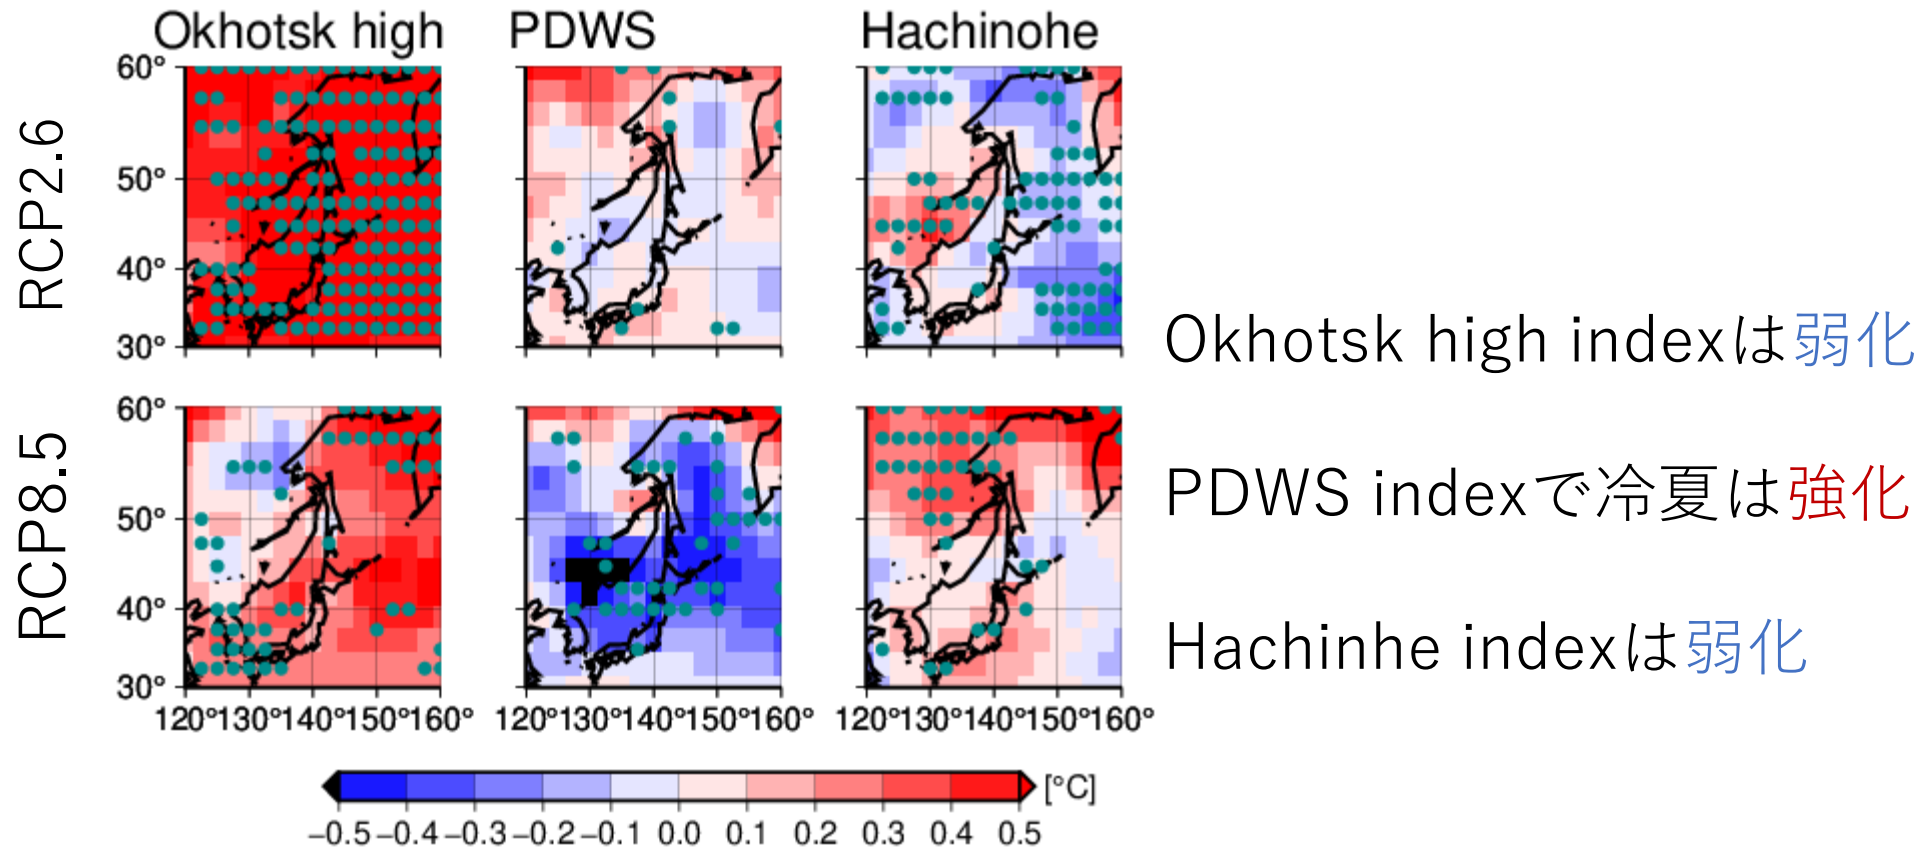 Okhotsk high PDWS Hachinohe
RCP2.6
60°
50°
40°
30°
Okhotsk high indexは弱化
RCP8.5
60°
50°
40°
30°
PDWS indexで冷夏は強化
Hachinhe indexは弱化
120° 130° 140° 150° 160° 120° 130° 140° 150° 160° 120° 130° 140° 150° 160°
[°C]
−0.5 −0.4 −0.3 −0.2 −0.1 0.0 0.1 0.2 0.3 0.4 0.5